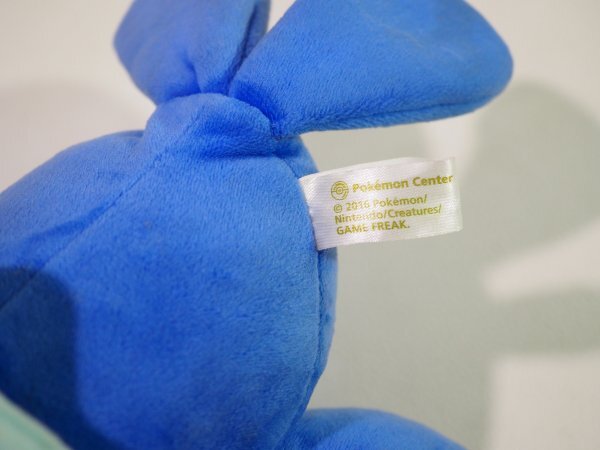 Pokémon Center
© 2016 Pokémon/
Nintendo/Creatures/
GAME FREAK.